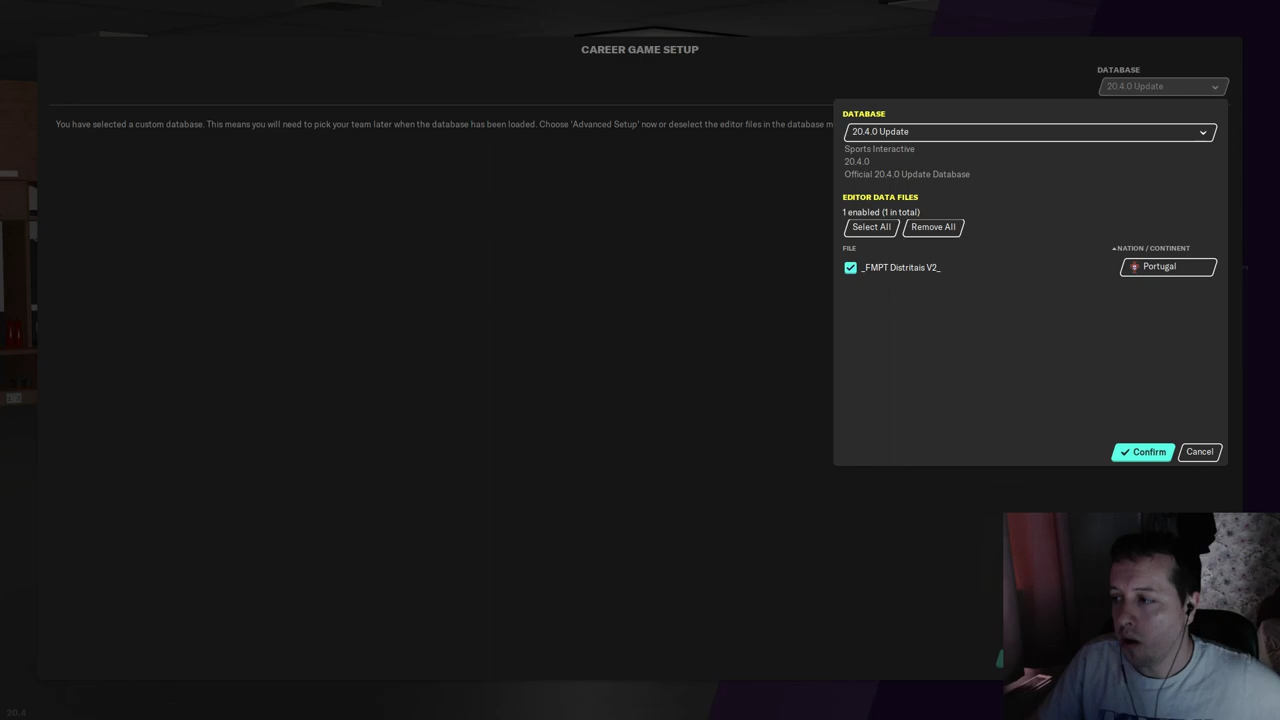 CAREER GAME SETUP
DATABASE
20.4.0 Update
You have selected a custom database. This means you will need to pick your team later when the database has been loaded. Choose 'Advanced Setup' now or deselect the editor files in the database m
DATABASE
20.4.0 Update
Sports Interactive
20.4.0
Official 20.4.0 Update Database
EDITOR DATA FILES
1 enabled (1 in total)
Select All
Remove All
FILE
NATION / CONTINENT
_FMPT Distritais V2_
Portugal
Confirm
Cancel
20.4